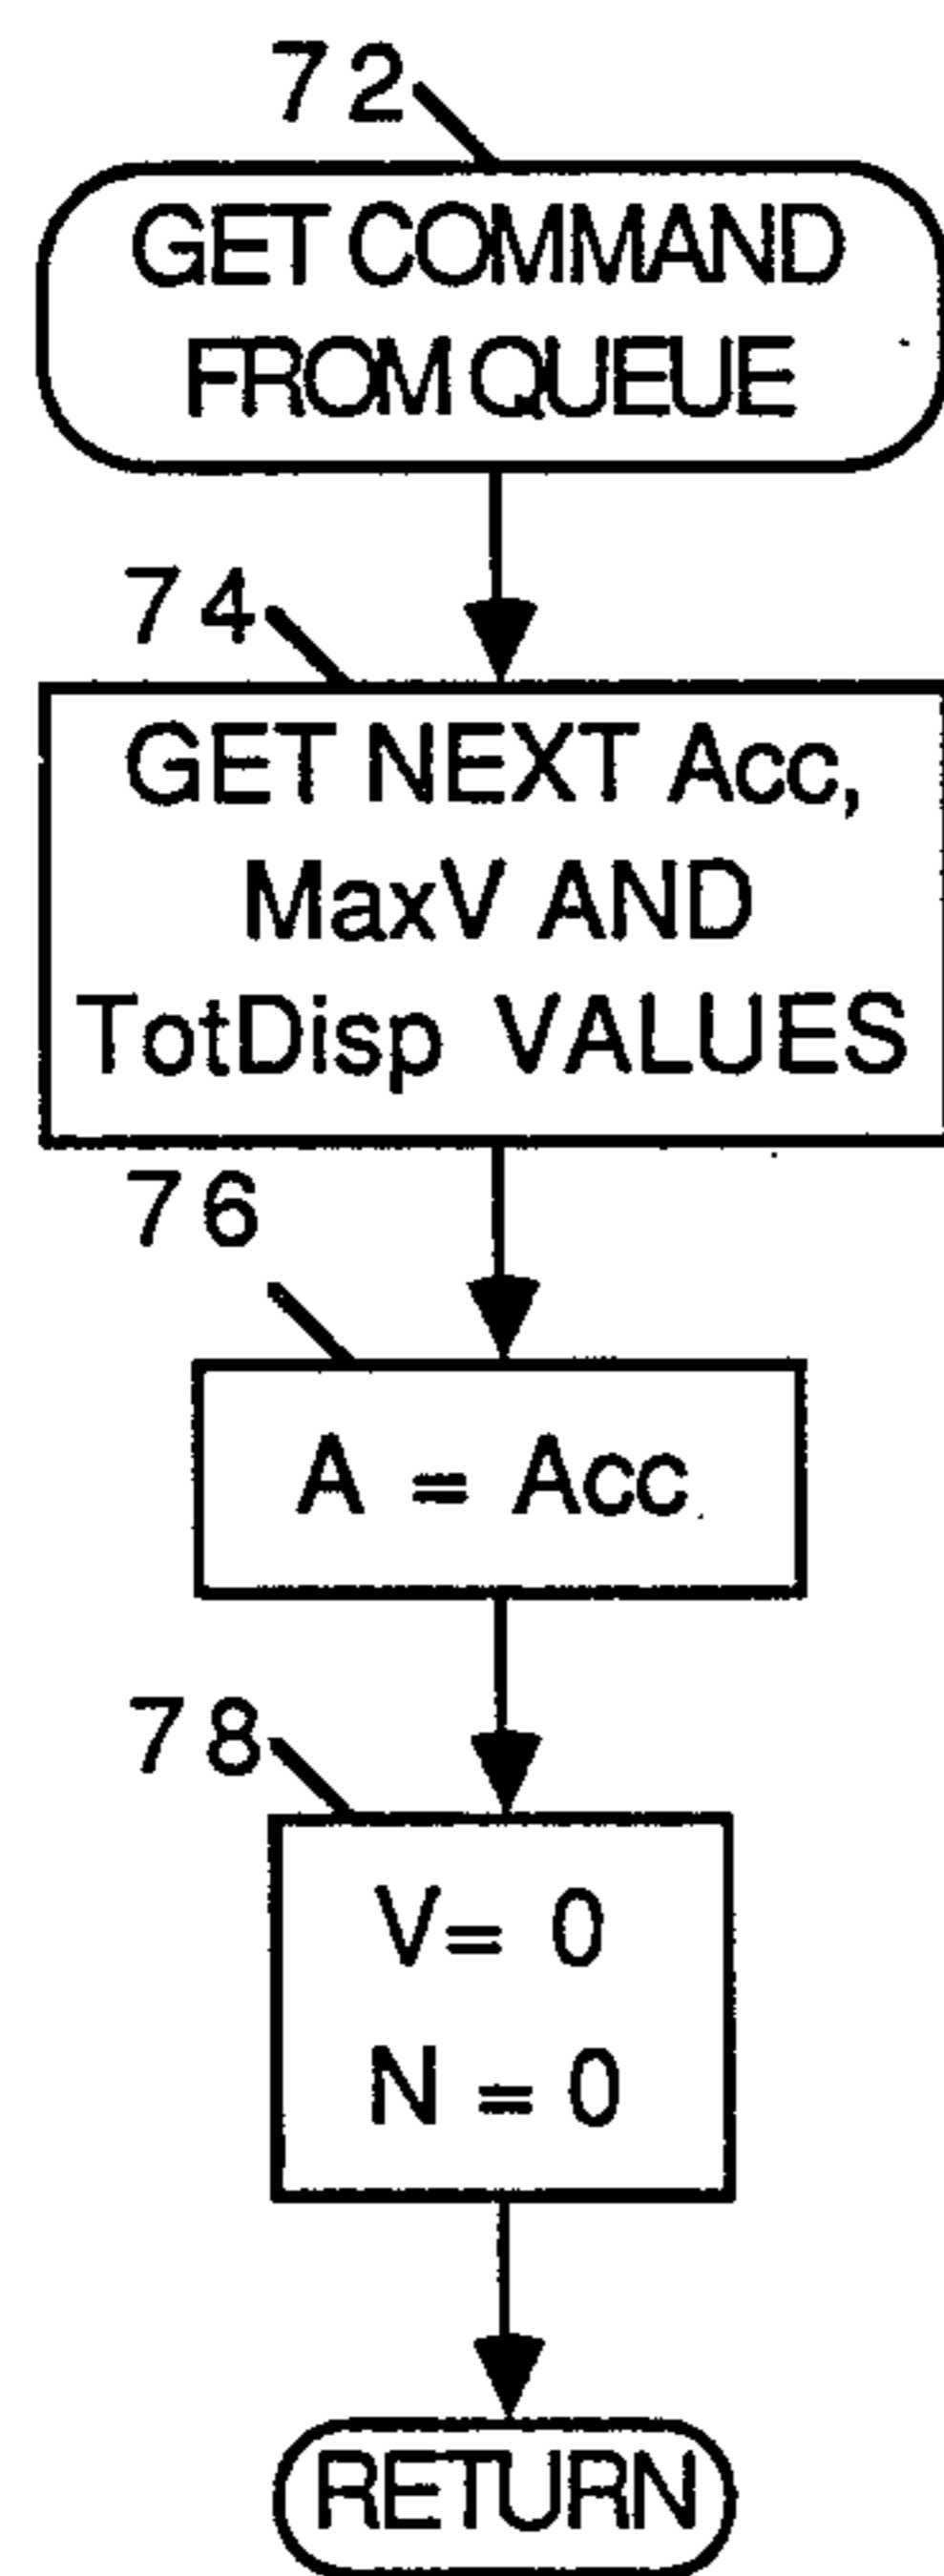 72
GET COMMAND
FROM QUEUE
74
GET NEXT Acc,
MaxV AND
TotDisp VALUES
76
A = Acc
78
V= 0
N = 0
RETURN